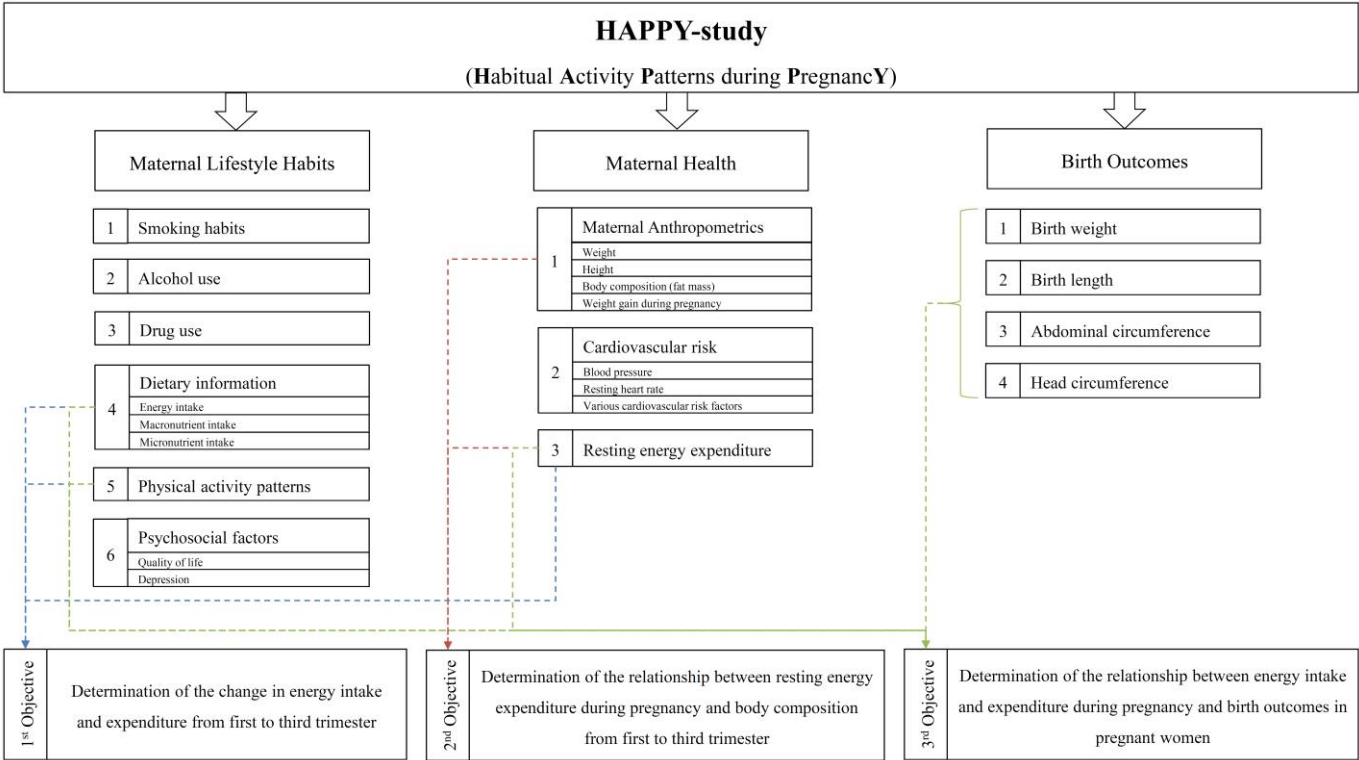 HAPPY-study
(Habitual Activity Patterns during PregnancY)
Maternal Lifestyle Habits
1 Smoking habits
2 Alcohol use
3 Drug use
4 Dietary information
Energy intake
Macronutrient intake
Micronutrient intake
5 Physical activity patterns
6 Psychosocial factors
Quality of life
Depression
Maternal Health
1 Maternal Anthropometrics
Weight
Height
Body composition (fat mass)
Weight gain during pregnancy
2 Cardiovascular risk
Blood pressure
Resting heart rate
Various cardiovascular risk factors
3 Resting energy expenditure
Birth Outcomes
1 Birth weight
2 Birth length
3 Abdominal circumference
4 Head circumference
1st Objective
Determination of the change in energy intake
and expenditure from first to third trimester
2nd Objective
Determination of the relationship between resting energy
expenditure during pregnancy and body composition
from first to third trimester
3rd Objective
Determination of the relationship between energy intake
and expenditure during pregnancy and birth outcomes in
pregnant women